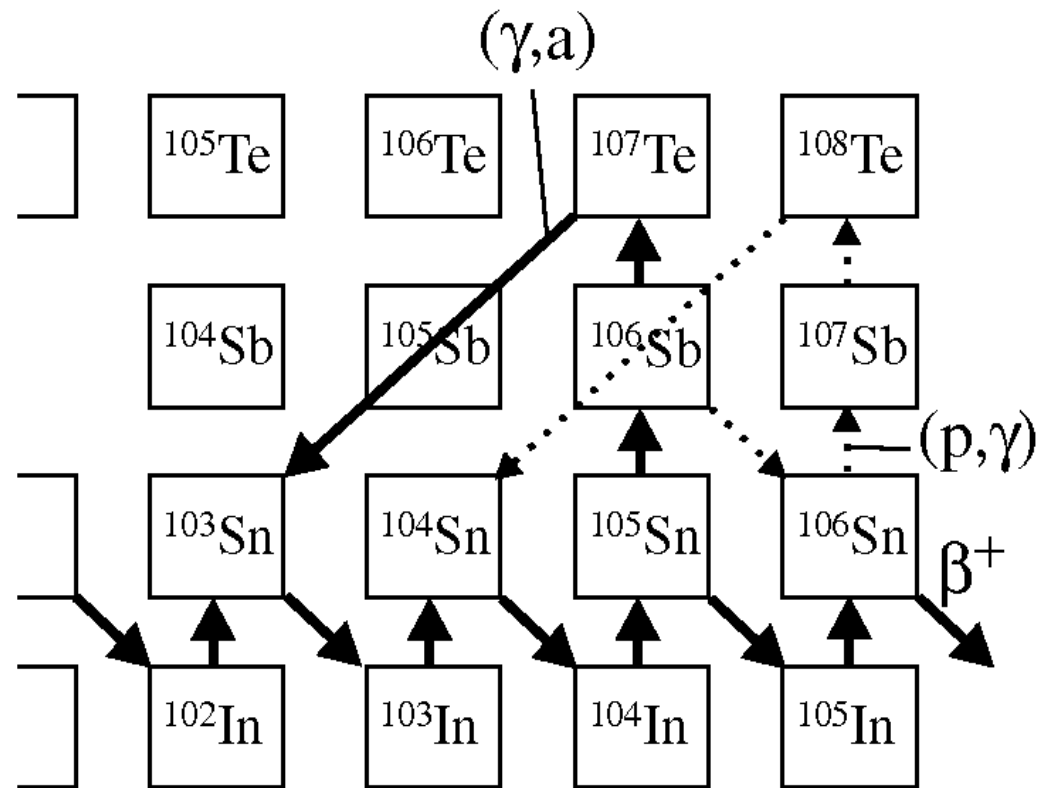 (γ,a)
¹⁰⁵Te ¹⁰⁶Te ¹⁰⁷Te ¹⁰⁸Te
¹⁰⁴Sb ¹⁰⁵Sb ¹⁰⁶Sb ¹⁰⁷Sb
(p,γ)
¹⁰³Sn ¹⁰⁴Sn ¹⁰⁵Sn ¹⁰⁶Sn
β⁺
¹⁰²In ¹⁰³In ¹⁰⁴In ¹⁰⁵In